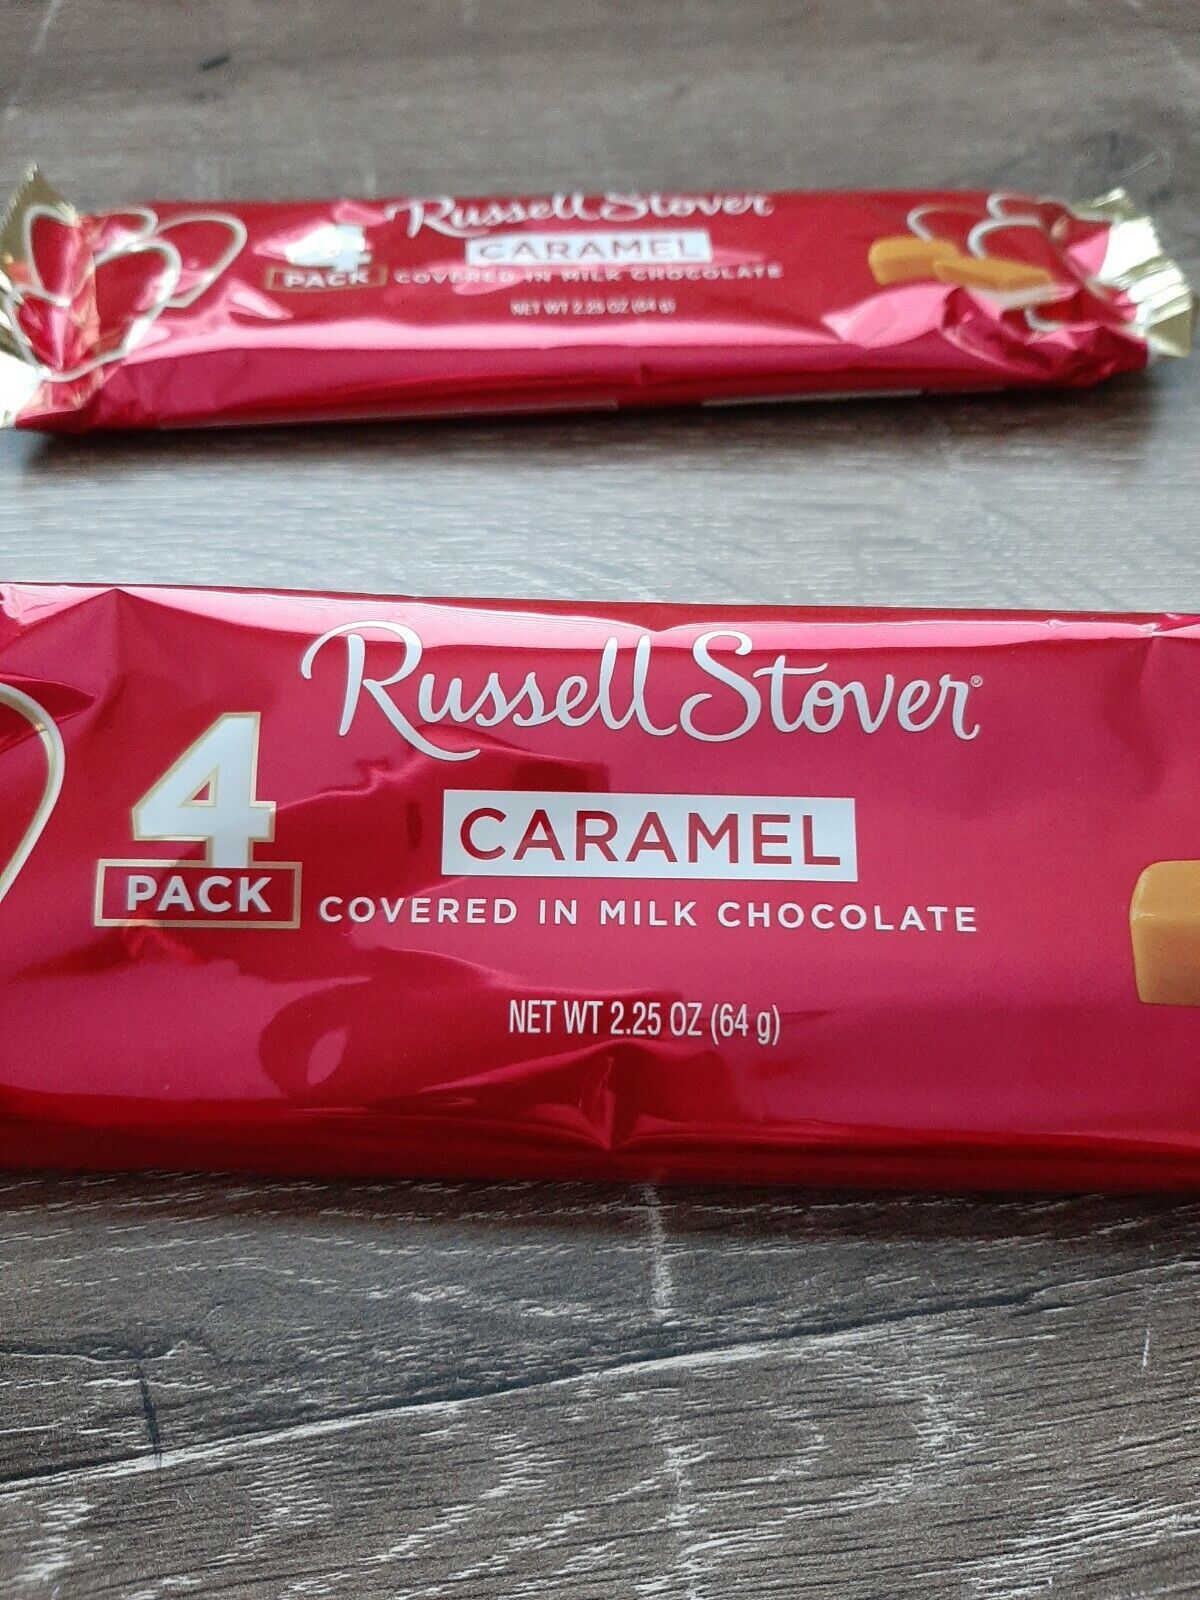 Russell Stover
4
CARAMEL
PACK COVERED IN MILK CHOCOLATE
NET WT 2.25 OZ (64 g)
Russell Stover®
4
CARAMEL
PACK COVERED IN MILK CHOCOLATE
NET WT 2.25 OZ (64 g)